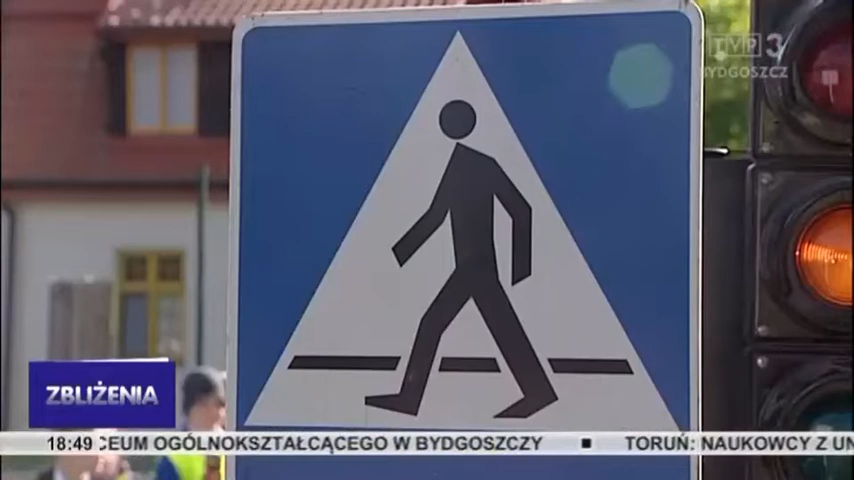 TVP 3
BYDGOSZCZ
ZBLIŻENIA
18:49 CEUM OGÓLNOKSZTAŁCĄCEGO W BYDGOSZCZY ■ TORUŃ: NAUKOWCY Z UN